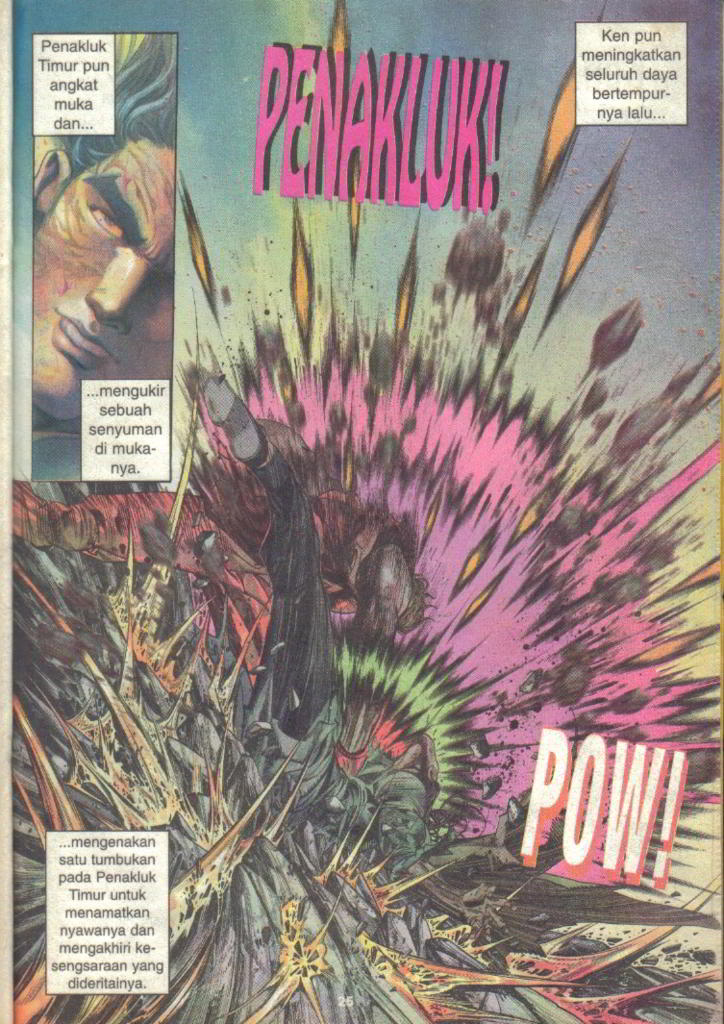 Penakluk
Timur pun
angkat
muka
dan...
...mengukir
sebuah
senyuman
di muka-
nya.
PENAKLUK!
Ken pun
meningkatkan
seluruh daya
bertempur-
nya lalu...
POW!
...mengenakan
satu tumbukan
pada Penakluk
Timur untuk
menamatkan
nyawanya dan
mengakhiri ke-
sengsaraan yang
dideritainya.
25